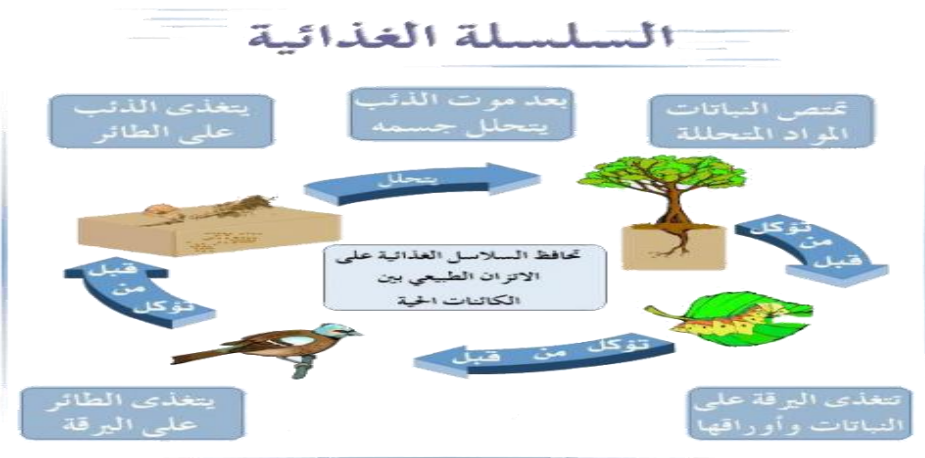 السلسلة الغذائية
تمتص النباتات
المواد المتحللة
بعد موت الذئب
يتحلل جسمه
يتغذى الذئب
على الطائر
يتحلل
تؤكل
من
قبل
تحافظ السلاسل الغذائية على
الاتزان الطبيعي بين
الكائنات الحية
قبل
من
تؤكل
تؤكل من قبل
تتغذى اليرقة على
النباتات وأوراقها
يتغذى الطائر
على اليرقة